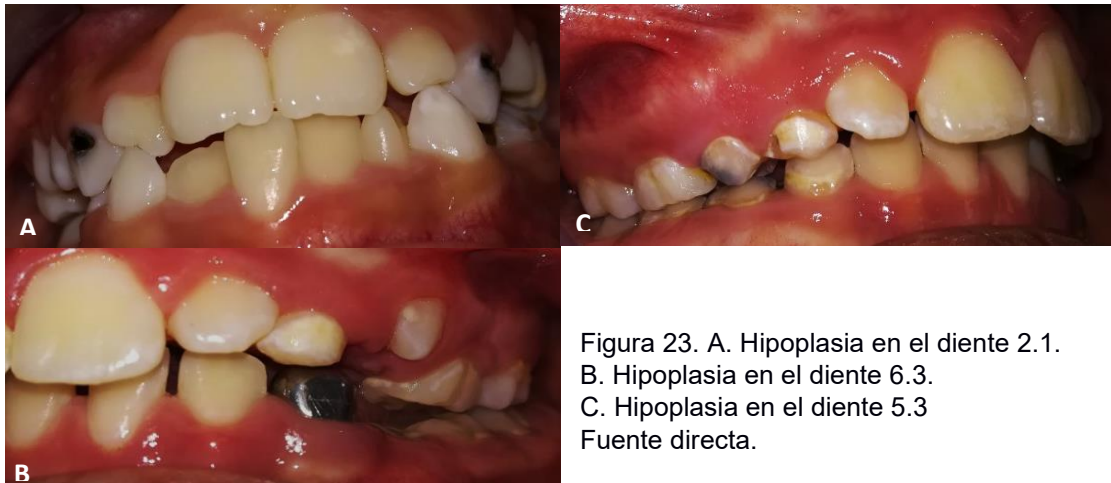 A
C
B
Figura 23. A. Hipoplasia en el diente 2.1.
B. Hipoplasia en el diente 6.3.
C. Hipoplasia en el diente 5.3
Fuente directa.